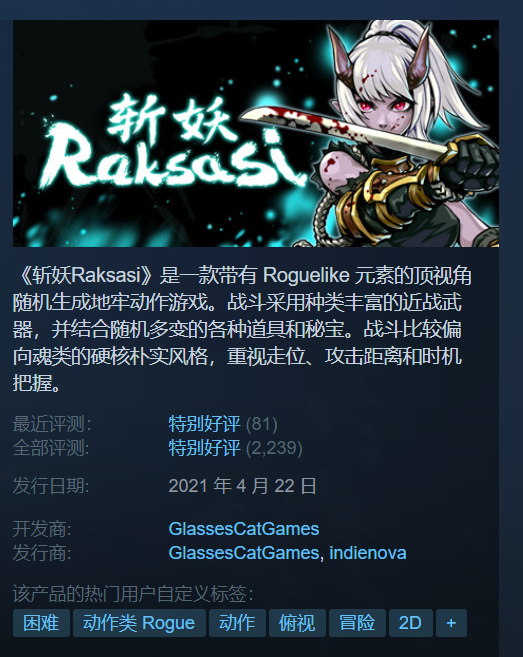 斩妖
Raksasi
《斩妖Raksasi》是一款带有 Roguelike 元素的顶视角
随机生成地牢动作游戏。战斗采用种类丰富的近战武
器，并结合随机多变的各种道具和秘宝。战斗比较偏
向魂类的硬核朴实风格，重视走位、攻击距离和时机
把握。
最近评测: 特别好评 (81)
全部评测: 特别好评 (2,239)
发行日期: 2021 年 4 月 22 日
开发商: GlassesCatGames
发行商: GlassesCatGames, indienova
该产品的热门用户自定义标签:
困难 动作类 Rogue 动作 俯视 冒险 2D +